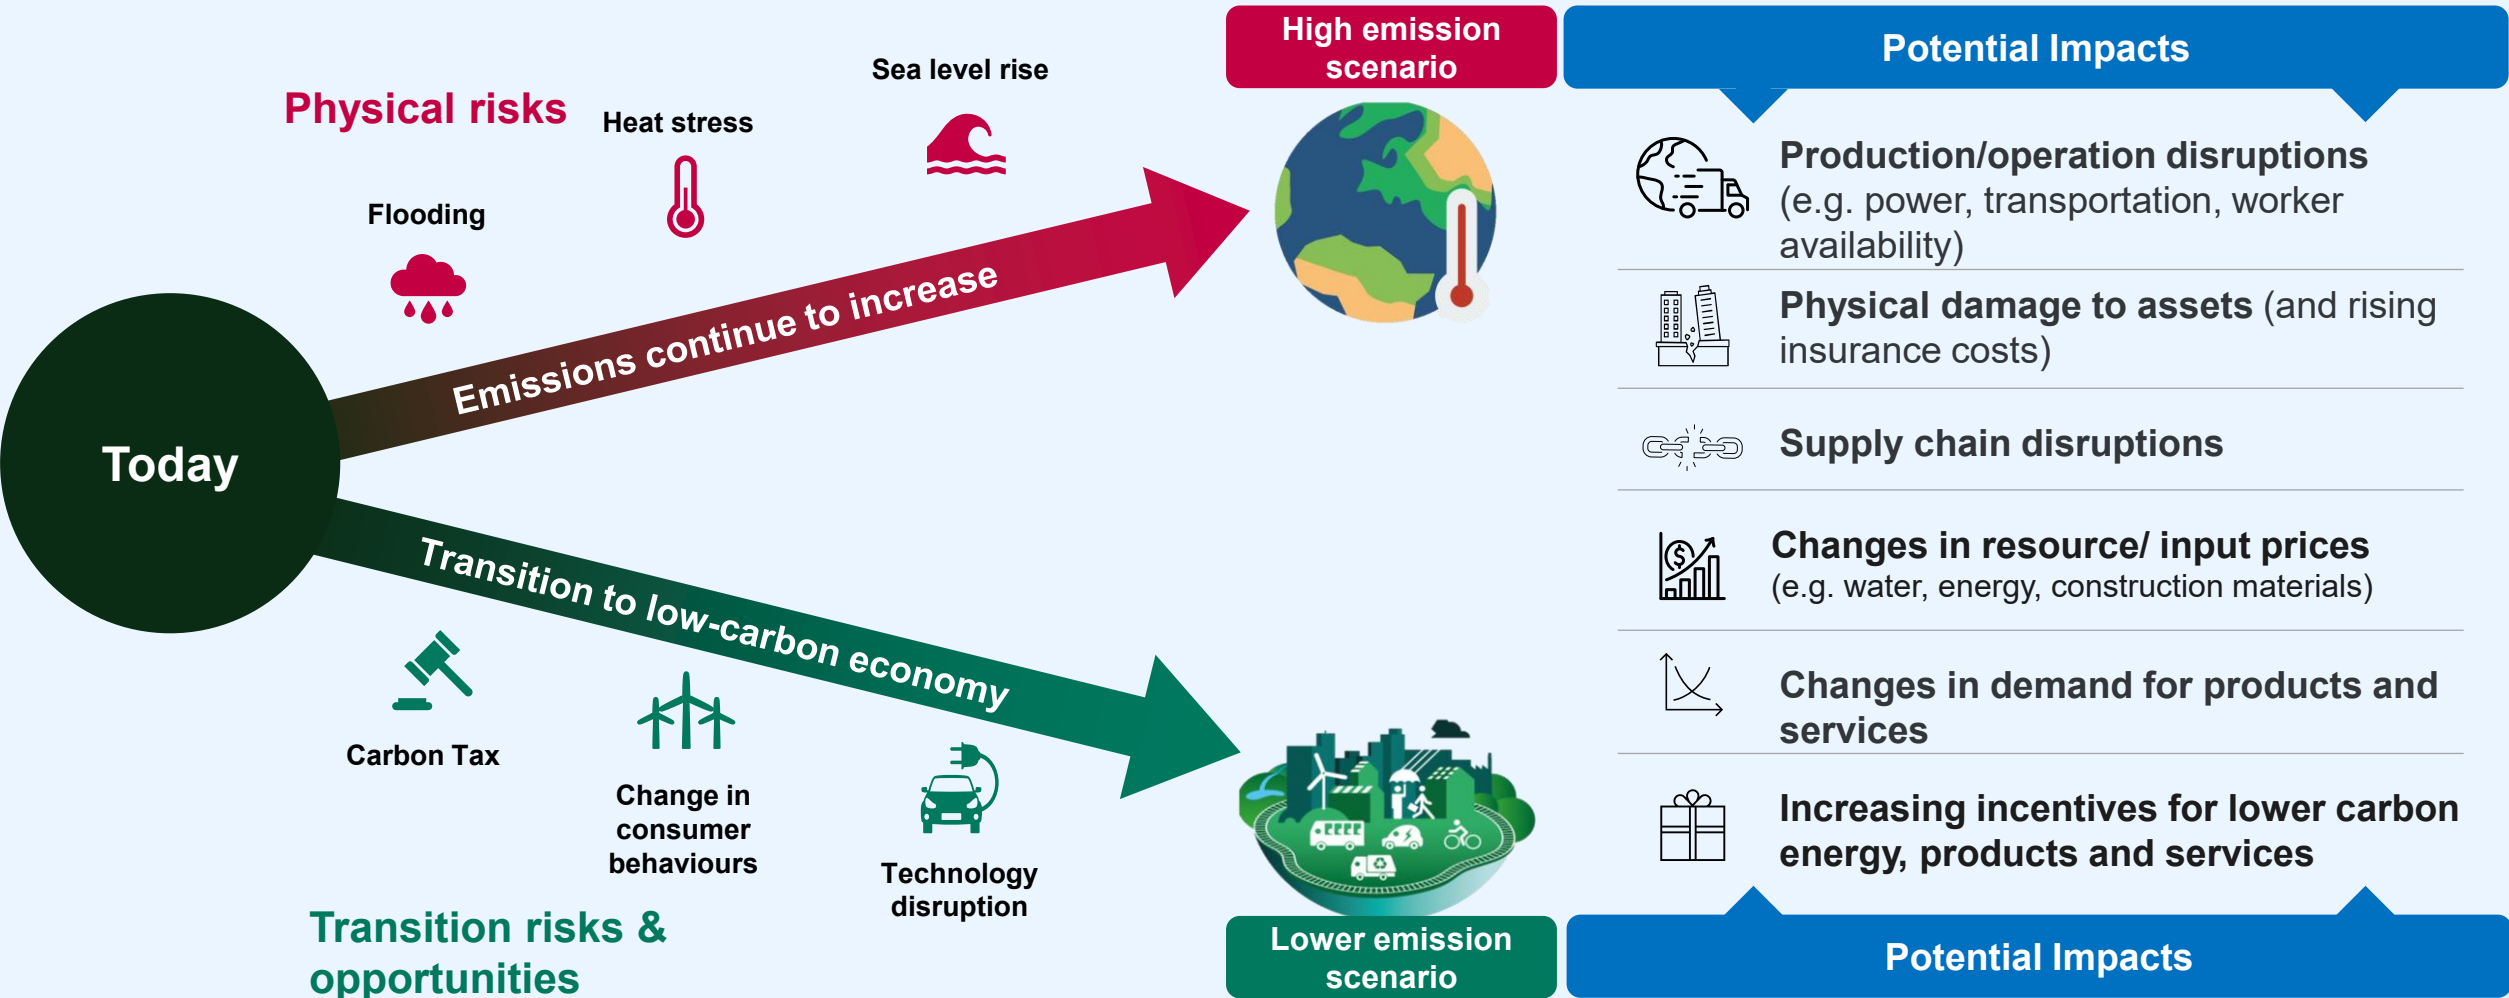 Physical risks
Flooding
Heat stress
Sea level rise
Emissions continue to increase
High emission
scenario
Today
Transition to low-carbon economy
Carbon Tax
Change in
consumer
behaviours
Technology
disruption
Transition risks &
opportunities
Lower emission
scenario
Potential Impacts
Production/operation disruptions
(e.g. power, transportation, worker
availability)
Physical damage to assets (and rising
insurance costs)
Supply chain disruptions
Changes in resource/ input prices
(e.g. water, energy, construction materials)
Changes in demand for products and
services
Increasing incentives for lower carbon
energy, products and services
Potential Impacts